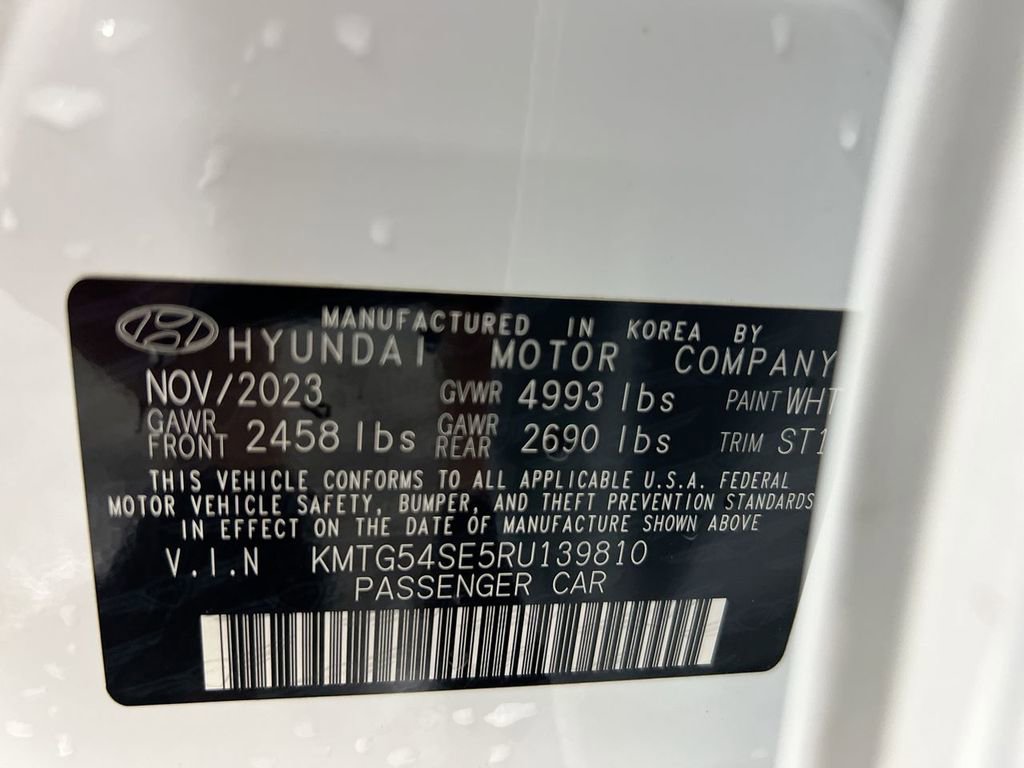 MANUFACTURED IN KOREA BY
HYUNDAI MOTOR COMPANY
NOV/2023 GVWR 4993 lbs PAINT WHT
GAWR FRONT 2458 lbs GAWR REAR 2690 lbs TRIM ST1
THIS VEHICLE CONFORMS TO ALL APPLICABLE U.S.A. FEDERAL
MOTOR VEHICLE SAFETY, BUMPER, AND THEFT PREVENTION STANDARDS
IN EFFECT ON THE DATE OF MANUFACTURE SHOWN ABOVE
V.I.N KMTG54SE5RU139810
PASSENGER CAR